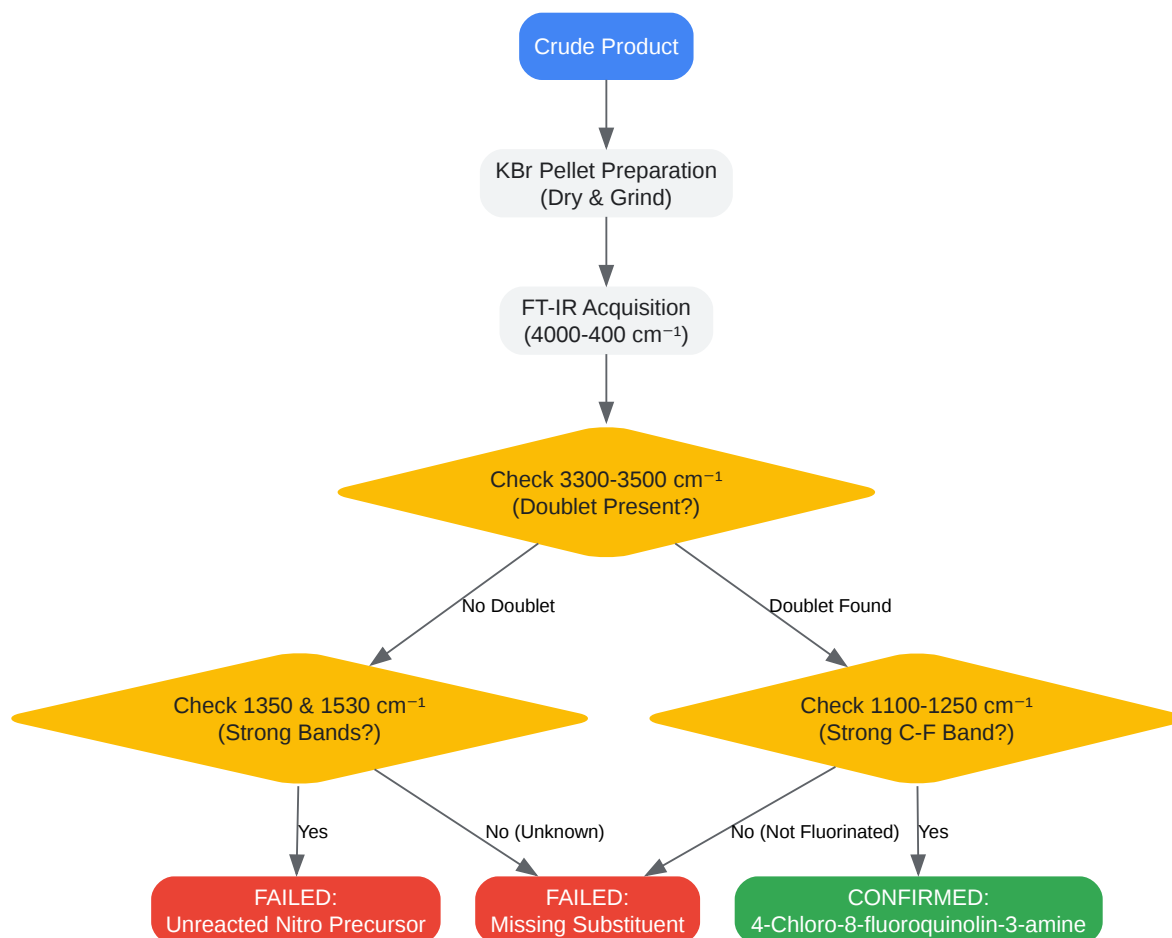 Crude Product
KBr Pellet Preparation
(Dry & Grind)
FT-IR Acquisition
(4000-400 cm⁻¹)
Check 3300-3500 cm⁻¹
(Doublet Present?)
No Doublet
Doublet Found
Check 1350 & 1530 cm⁻¹
(Strong Bands?)
Check 1100-1250 cm⁻¹
(Strong C-F Band?)
Yes
No (Unknown)
No (Not Fluorinated)
Yes
FAILED:
Unreacted Nitro Precursor
FAILED:
Missing Substituent
CONFIRMED:
4-Chloro-8-fluoroquinolin-3-amine